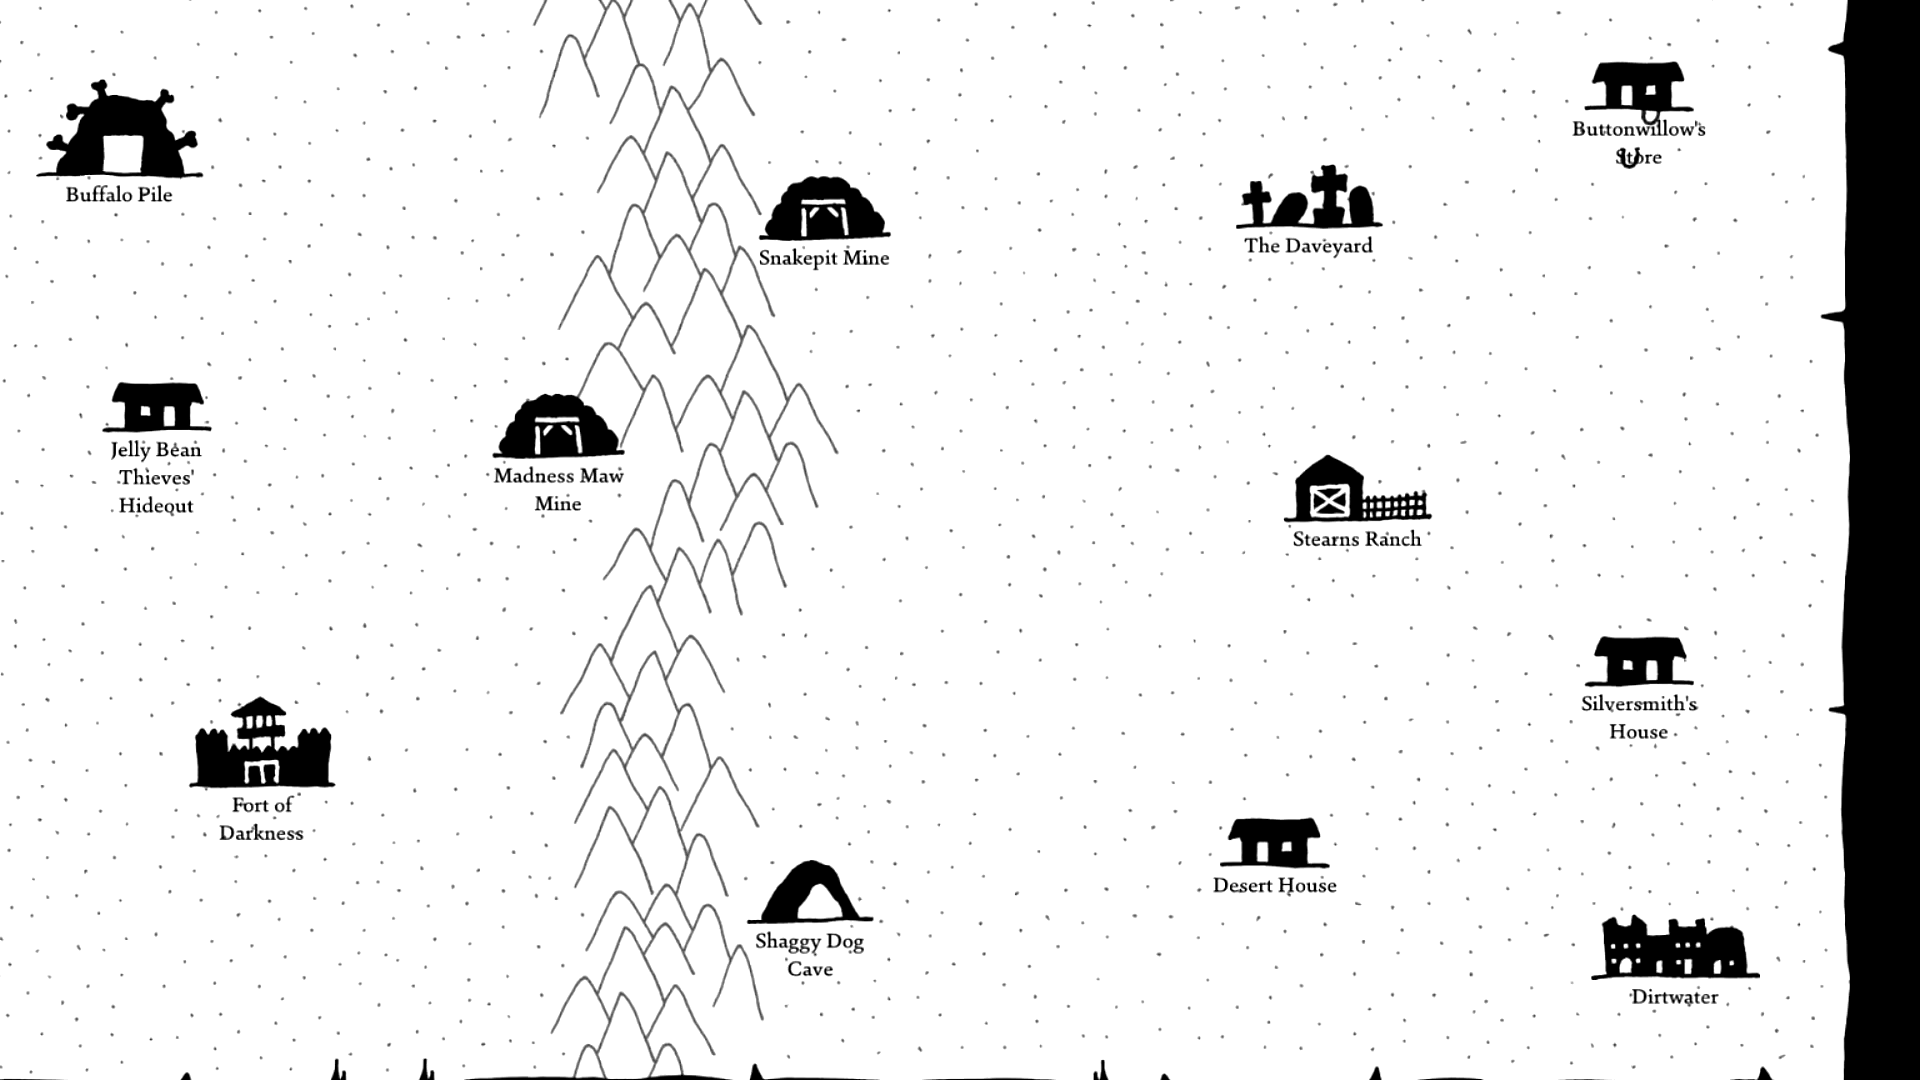 Buttonwillow's
Store
Buffalo Pile
The Daveyard
Snakepit Mine
Jelly Bean
Thieves'
Hideout
Madness Maw
Mine
Stearns Ranch
Silversmith's
House
Fort of
Darkness
Desert House
Shaggy Dog
Cave
Dirtwater